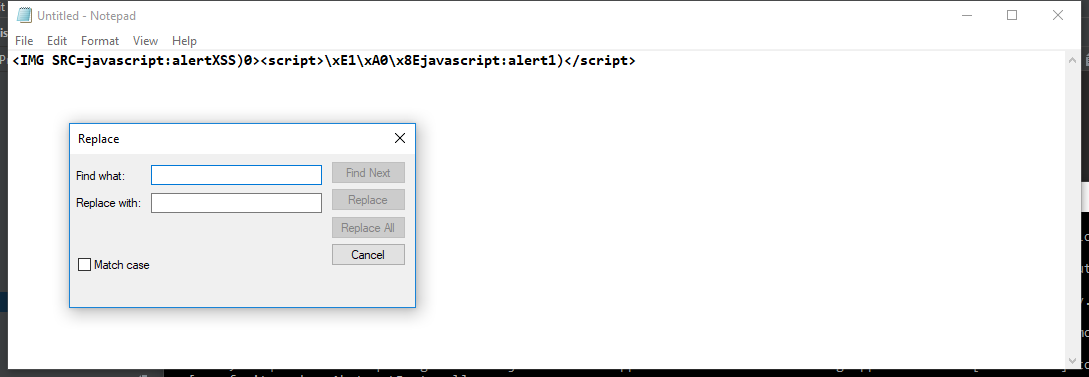 Untitled - Notepad
File Edit Format View Help
<IMG SRC=javascript:alertXSS)0><script>\xE1\xA0\x8Ejavascript:alert1)</script>
Replace
Find what:
Find Next
Replace with:
Replace
Replace All
Cancel
Match case